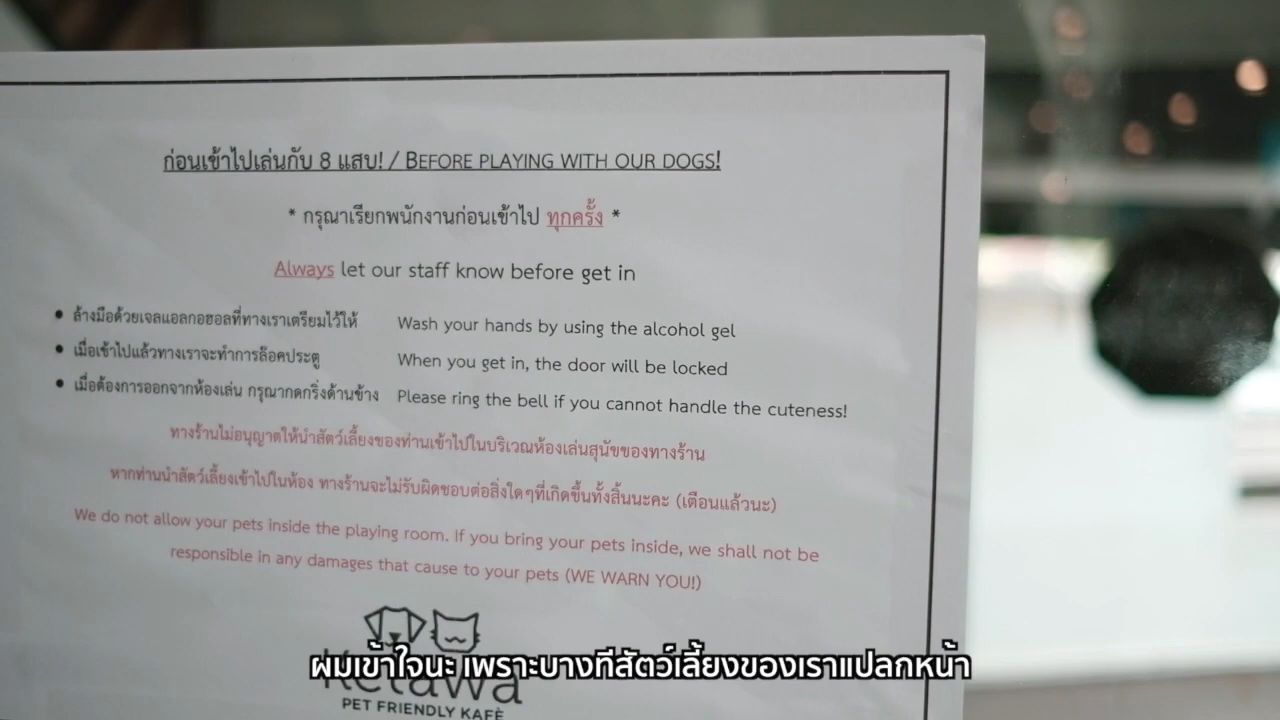 ก่อนเข้าไปเล่นกับ 8 แสบ! / BEFORE PLAYING WITH OUR DOGS!
* กรุณาเรียกพนักงานก่อนเข้าไป ทุกครั้ง *
Always let our staff know before get in
• ล้างมือด้วยเจลแอลกอฮอลที่ทางเราเตรียมไว้ให้ Wash your hands by using the alcohol gel
• เมื่อเข้าไปแล้วทางเราจะทำการล๊อคประตู When you get in, the door will be locked
• เมื่อต้องการออกจากห้องเล่น กรุณากดกริ่งด้านข้าง Please ring the bell if you cannot handle the cuteness!
ทางร้านไม่อนุญาตให้นำสัตว์เลี้ยงของท่านเข้าไปในบริเวณห้องเล่นสุนัขของทางร้าน
หากท่านนำสัตว์เลี้ยงเข้าไปในห้อง ทางร้านจะไม่รับผิดชอบต่อสิ่งใดๆที่เกิดขึ้นทั้งสิ้นนะคะ (เตือนแล้วนะ)
We do not allow your pets inside the playing room. If you bring your pets inside, we shall not be
responsible in any damages that cause to your pets (WE WARN YOU!)
Ketawa
ผมเข้าใจนะ เพราะบางทีสัตว์เลี้ยงของเราแปลกหน้า
PET FRIENDLY KAFÈ